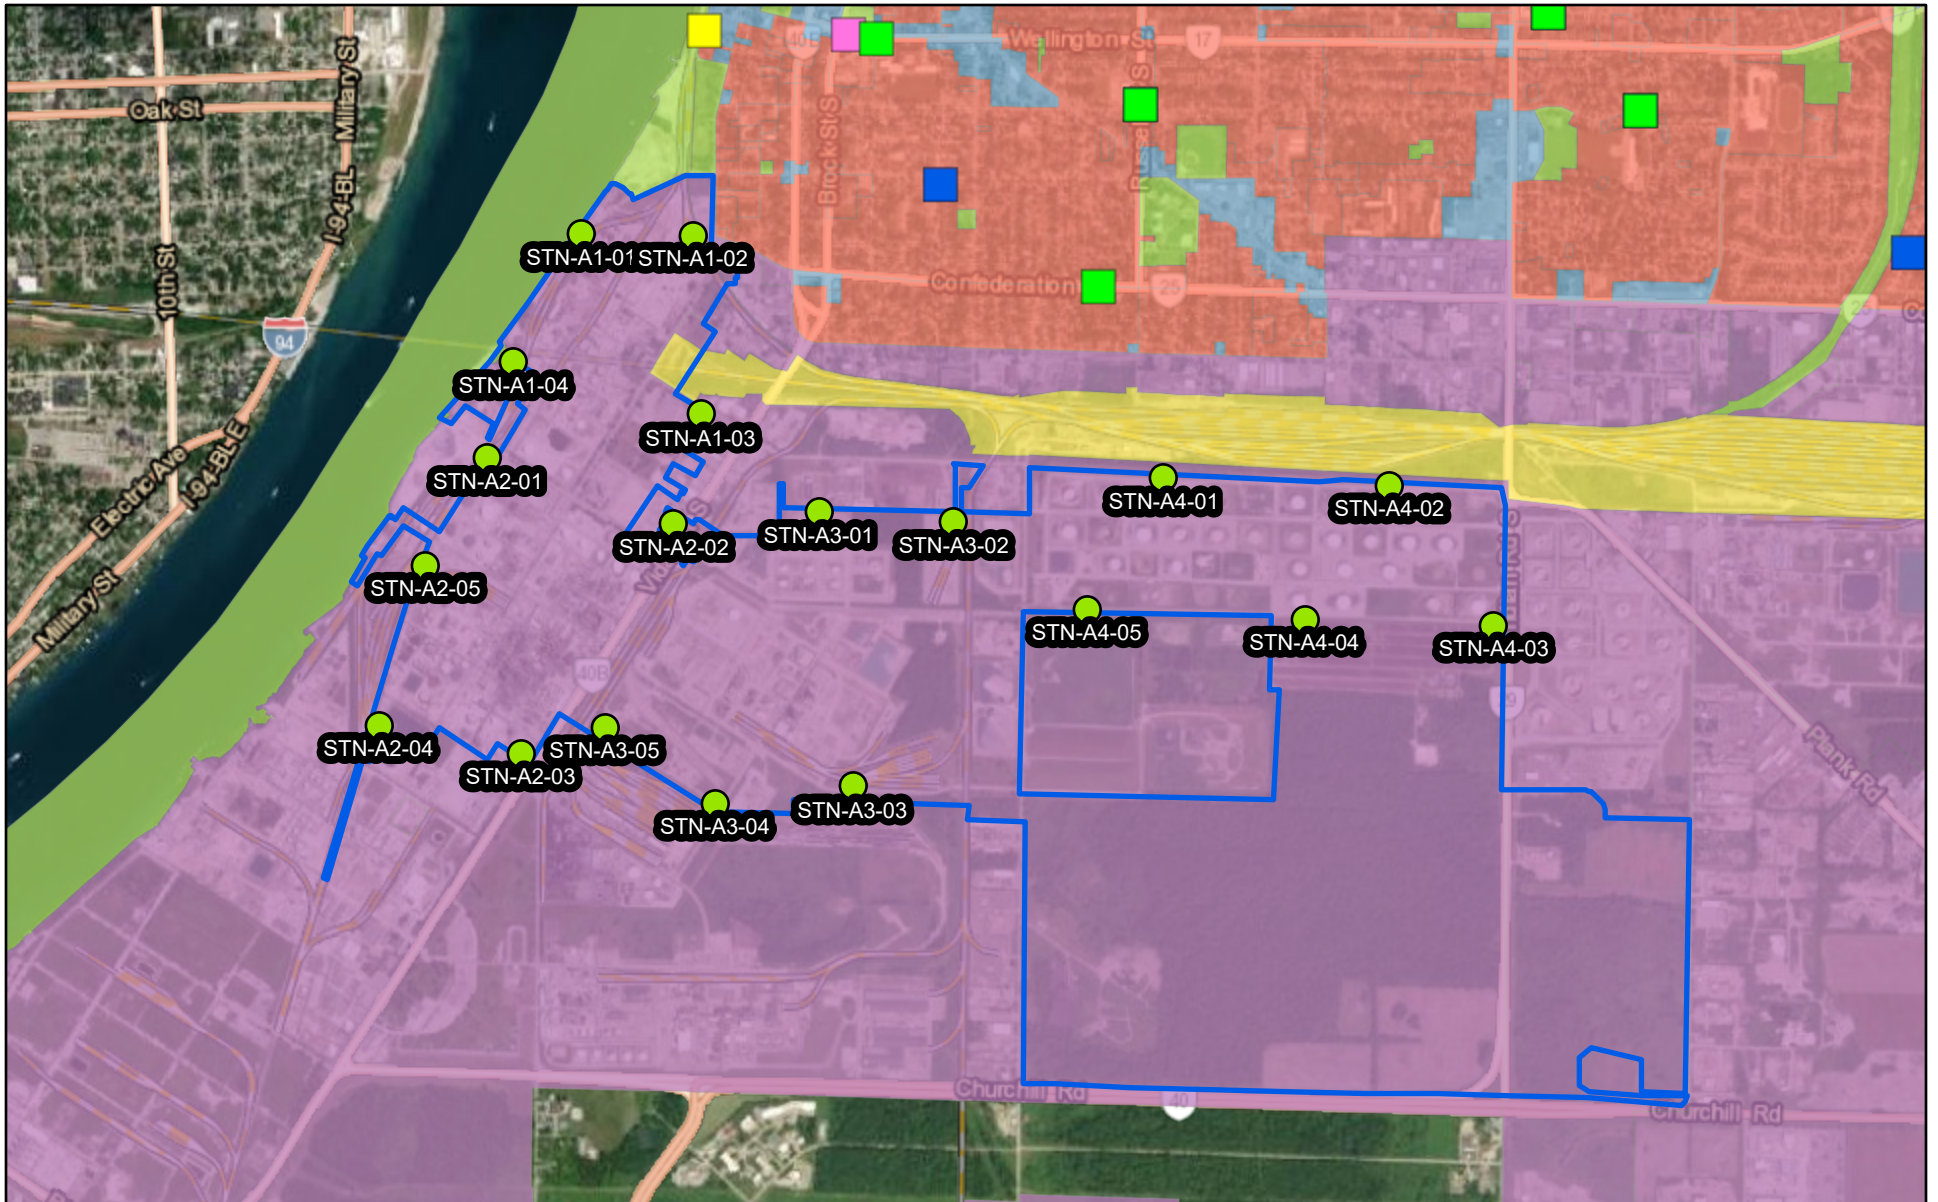 Wellington St
17
40B
Oak St
Military St
I-94-BL
Brock St S
Russell St S
10th St
94
STN-A1-01
STN-A1-02
Confederation
25
25
STN-A1-04
STN-A1-03
STN-A2-01
Electric Ave
I-94-BL E
Military St
STN-A4-01
STN-A4-02
STN-A3-01
STN-A3-02
STN-A2-02
STN-A2-05
STN-A4-05
STN-A4-04
STN-A4-03
40B
STN-A2-04
STN-A2-03
STN-A3-05
STN-A3-04
STN-A3-03
Plank Rd
Churchill Rd
40
Churchill Rd